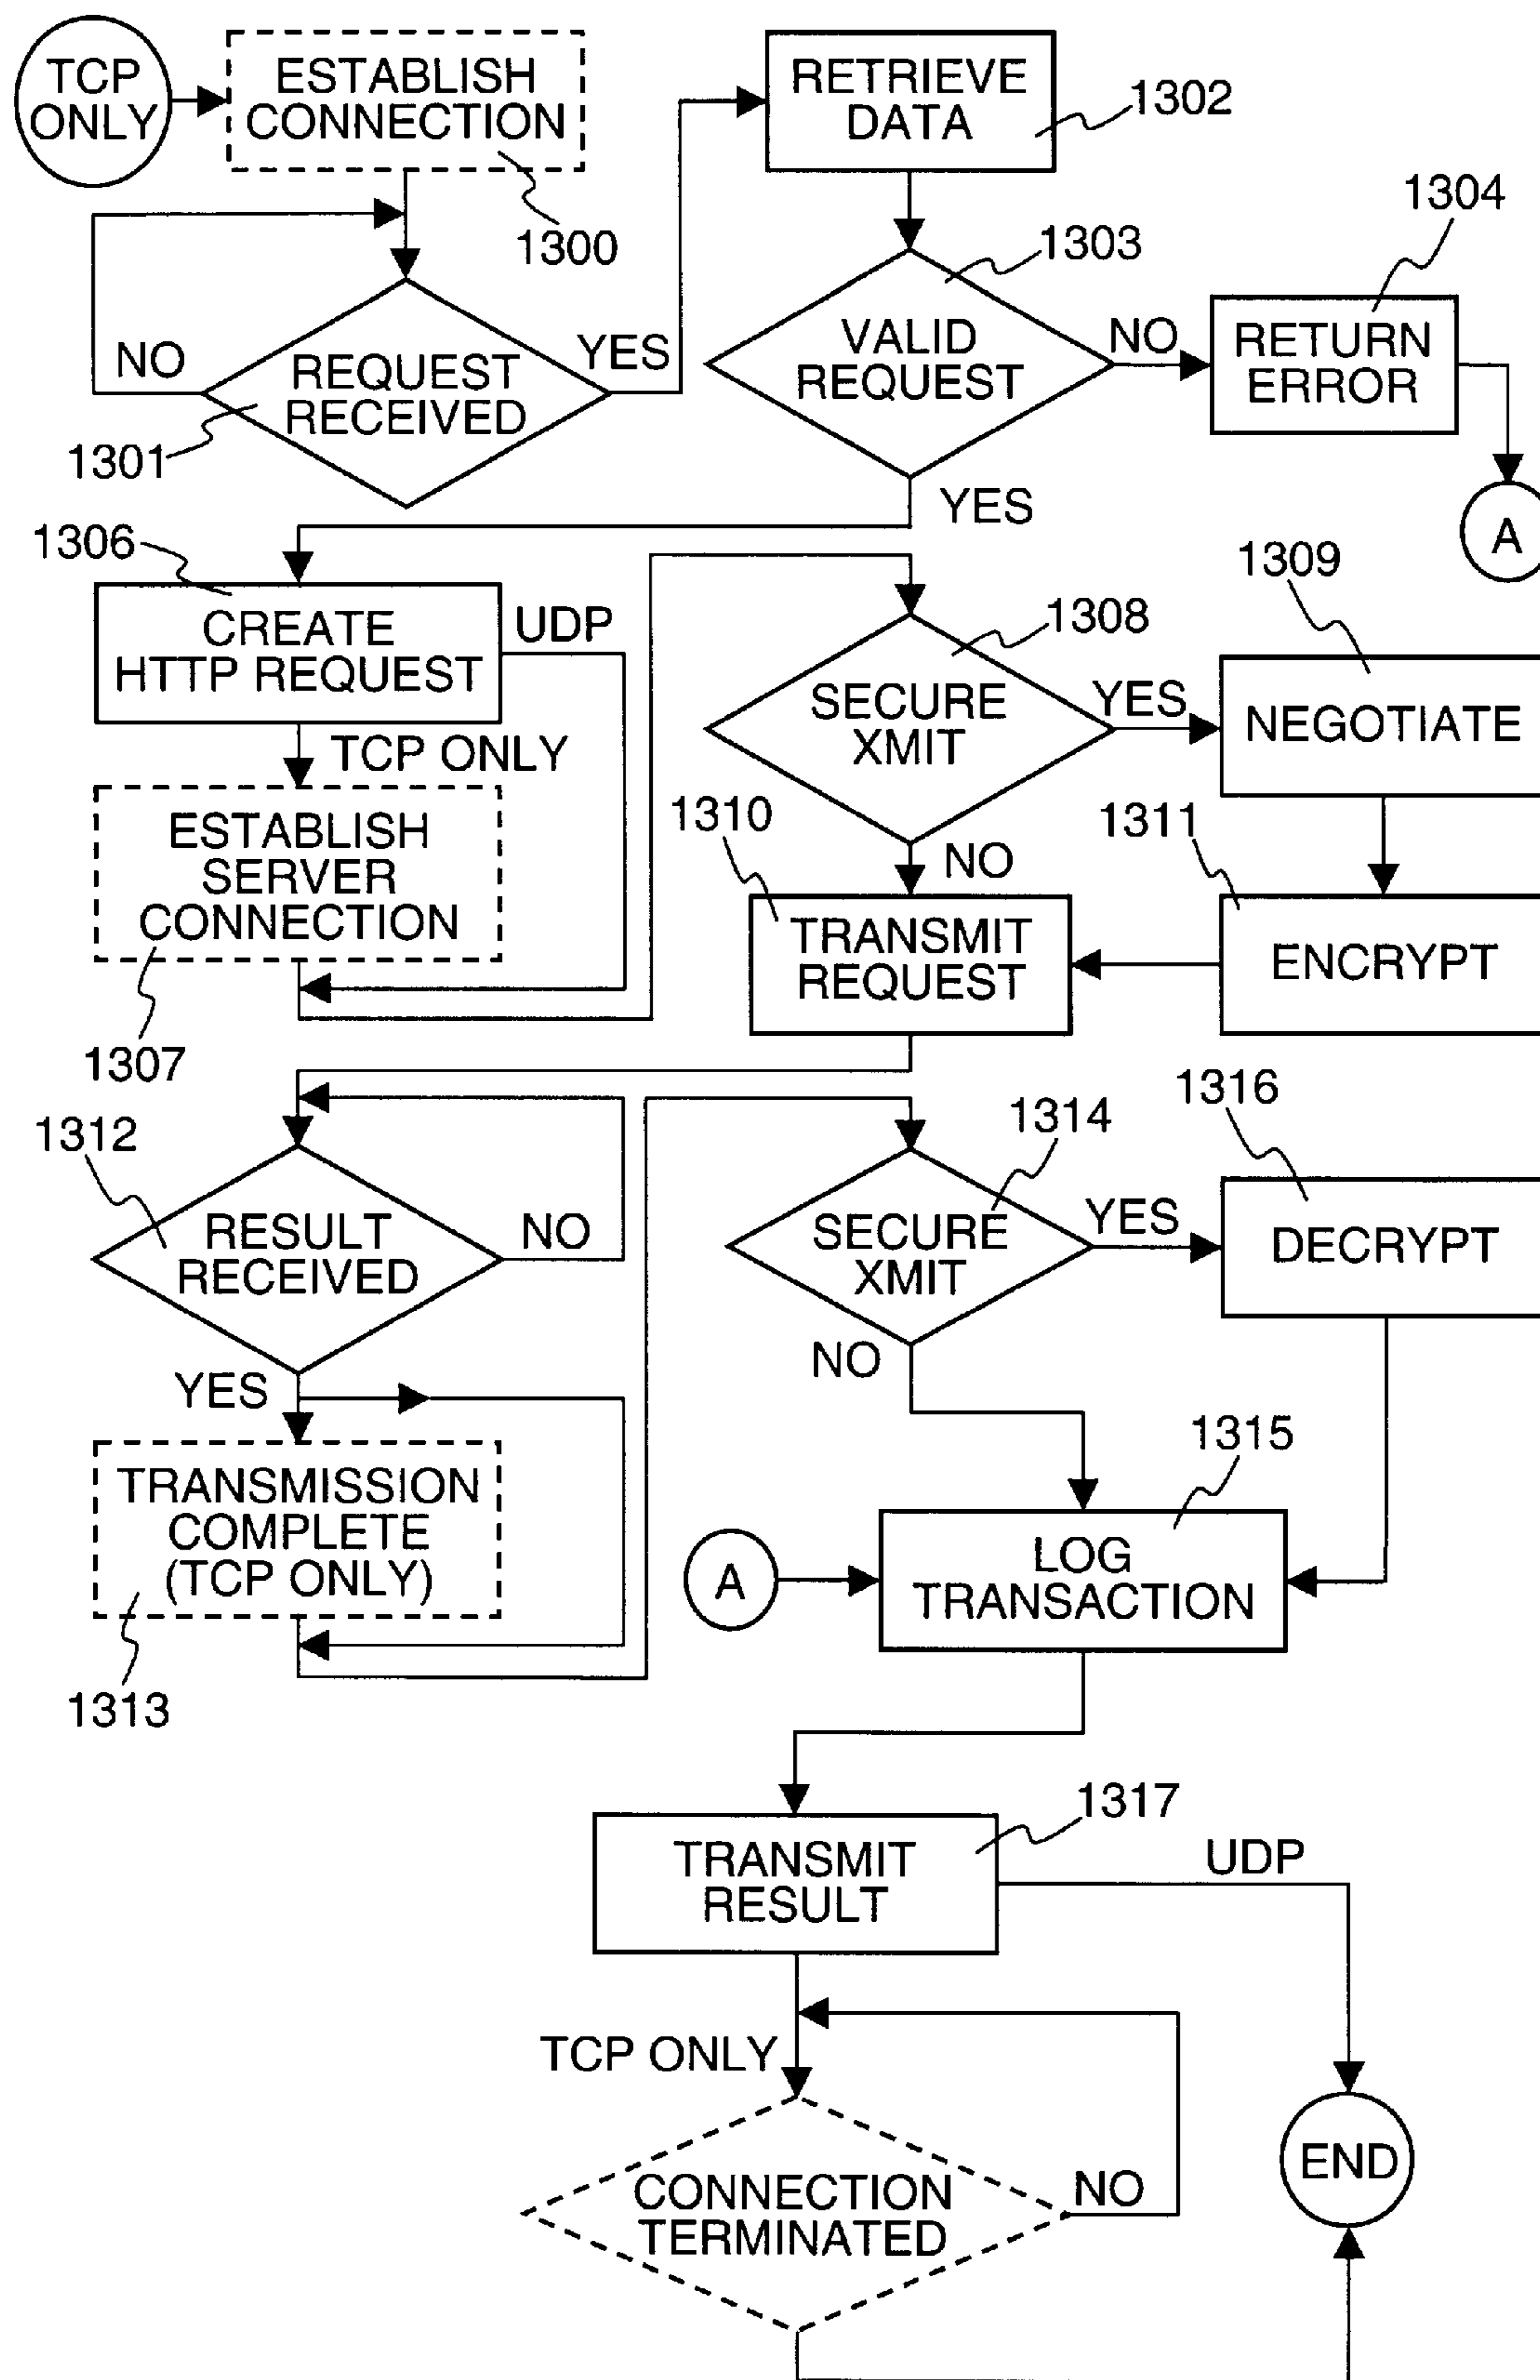 TCP
ONLY
ESTABLISH
CONNECTION
1300
RETRIEVE
DATA
1302
1304
1303
NO
REQUEST
RECEIVED
YES
1301
VALID
REQUEST
NO
RETURN
ERROR
YES
A
1306
CREATE
HTTP REQUEST
UDP
TCP ONLY
ESTABLISH
SERVER
CONNECTION
1307
1308
SECURE
XMIT
YES
1309
NEGOTIATE
NO
1310
TRANSMIT
REQUEST
1311
ENCRYPT
1312
RESULT
RECEIVED
NO
YES
TRANSMISSION
COMPLETE
(TCP ONLY)
1313
1314
SECURE
XMIT
YES
1316
DECRYPT
NO
1315
A
LOG
TRANSACTION
1317
TRANSMIT
RESULT
UDP
TCP ONLY
CONNECTION
TERMINATED
NO
END